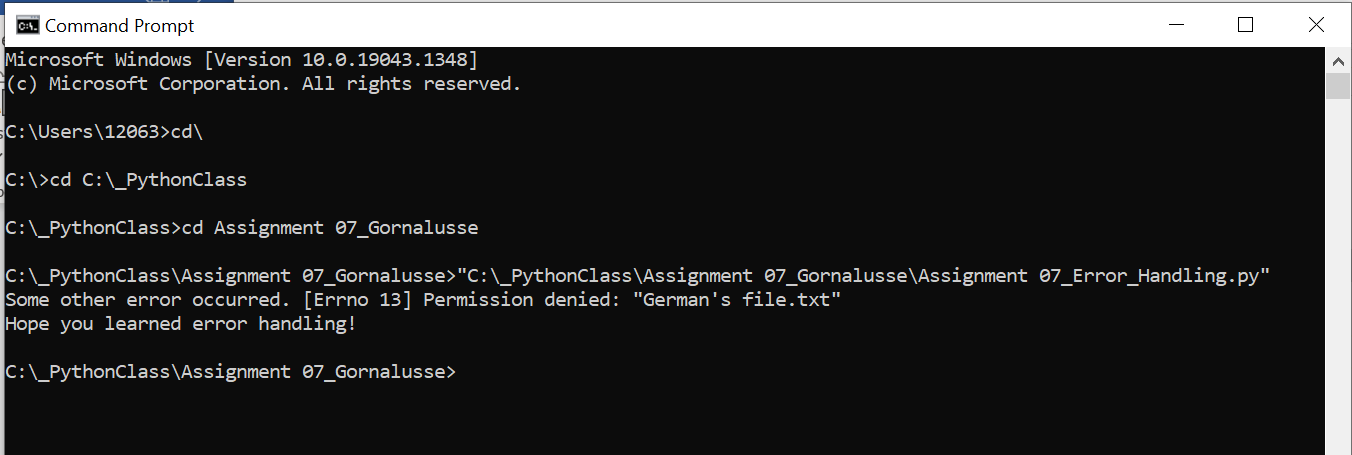 Command Prompt
Microsoft Windows [Version 10.0.19043.1348]
(c) Microsoft Corporation. All rights reserved.
C:\Users\12063>cd\
C:\>cd C:\_PythonClass
C:\_PythonClass>cd Assignment 07_Gornalusse
C:\_PythonClass\Assignment 07_Gornalusse>"C:\_PythonClass\Assignment 07_Gornalusse\Assignment 07_Error_Handling.py"
Some other error occurred. [Errno 13] Permission denied: "German's file.txt"
Hope you learned error handling!
C:\_PythonClass\Assignment 07_Gornalusse>